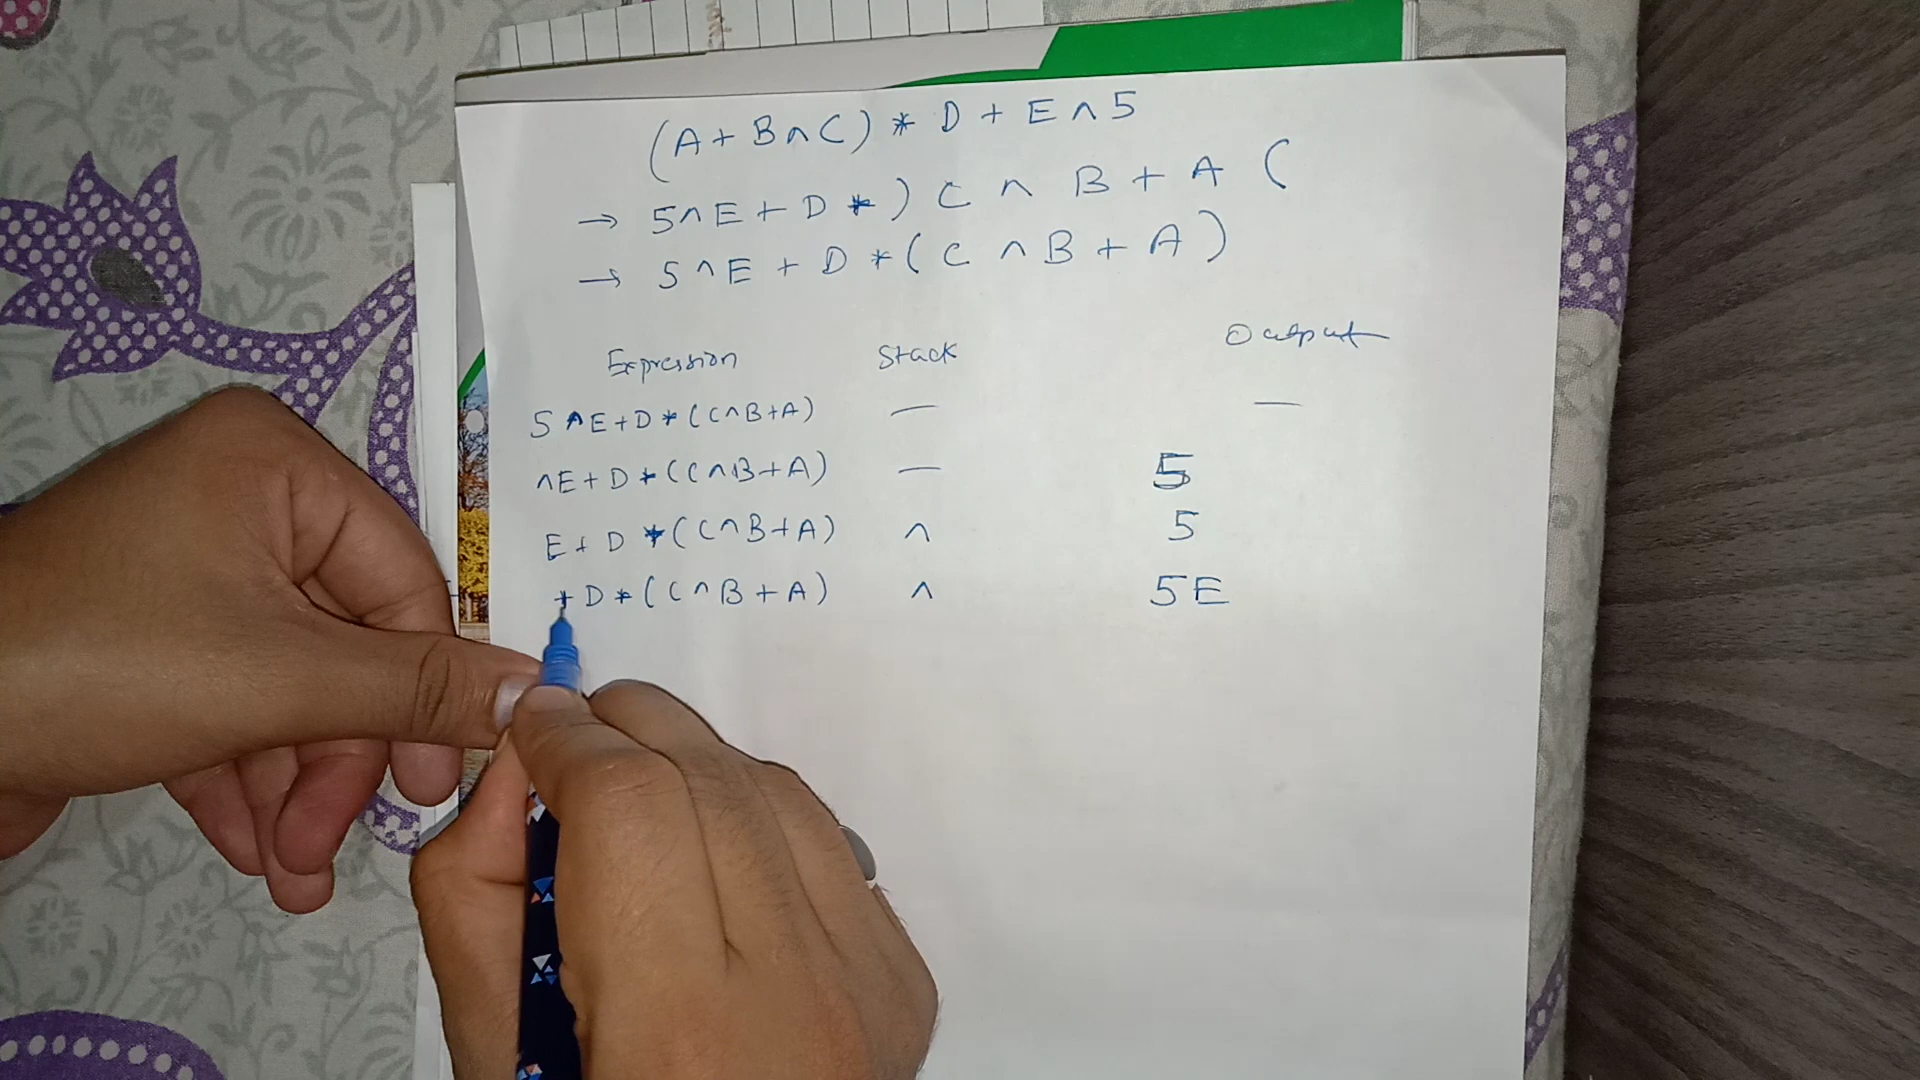 (A + B ^ C) * D + E ^ 5
→ 5 ^ E + D * ) C ^ B + A (
→ 5 ^ E + D * ( C ^ B + A )
Expression Stack Output
5 ^ E + D * ( C ^ B + A ) — —
^ E + D * ( C ^ B + A ) — 5
E + D * ( C ^ B + A ) ^ 5
+ D * ( C ^ B + A ) ^ 5E